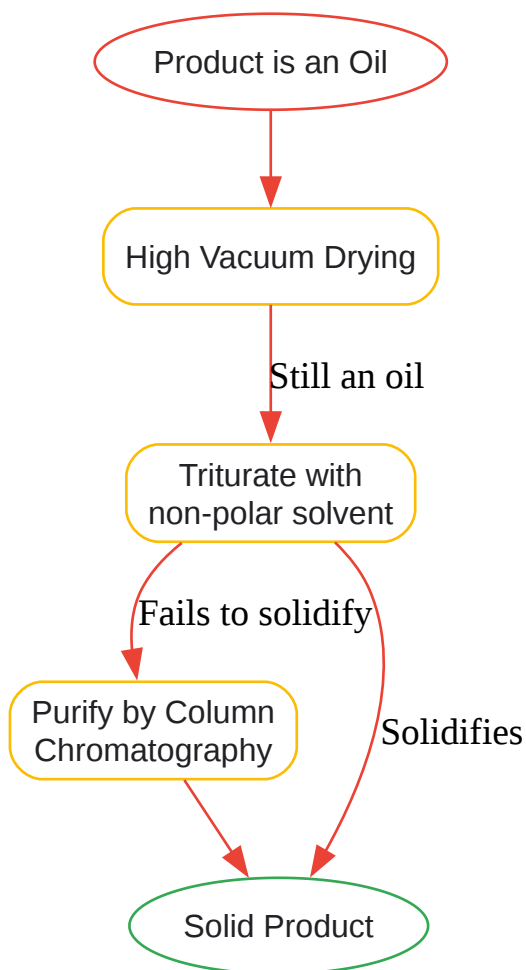 Product is an Oil
High Vacuum Drying
Still an oil
Triturate with
non-polar solvent
Fails to solidify
Purify by Column
Chromatography
Solidifies
Solid Product